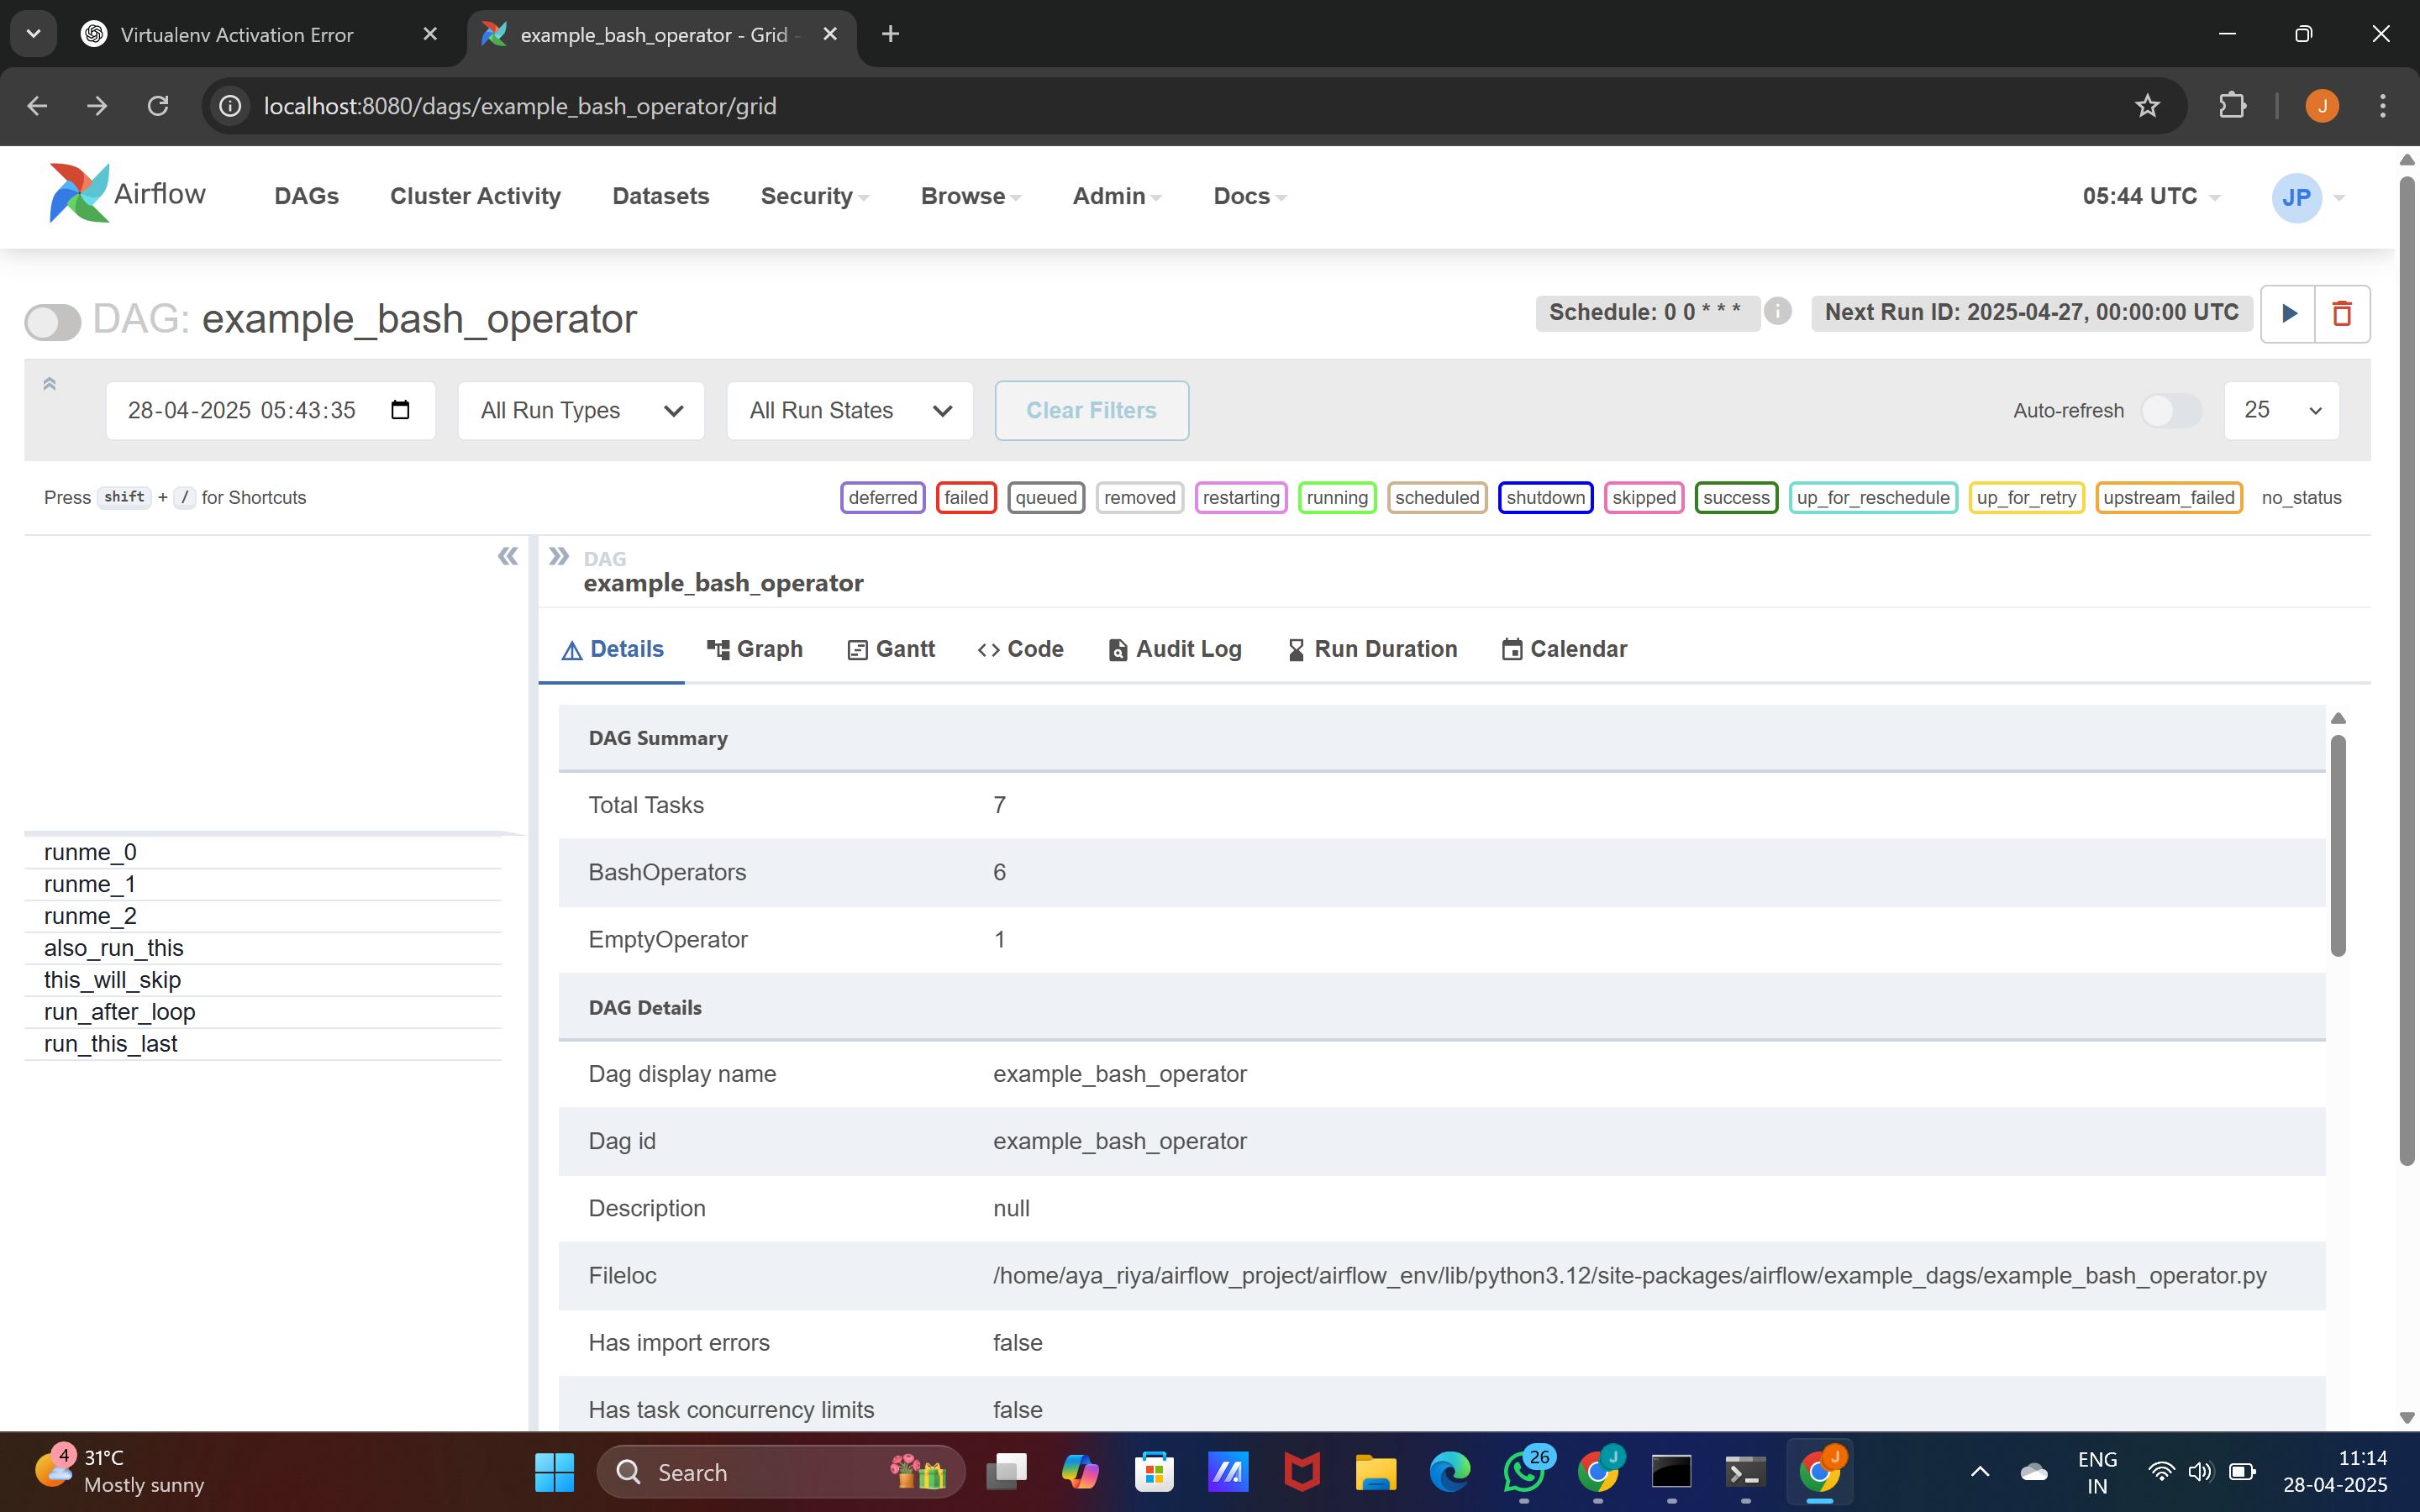 Virtualenv Activation Error
example_bash_operator - Grid -
localhost:8080/dags/example_bash_operator/grid
J
Airflow
DAGs
Cluster Activity
Datasets
Security
Browse
Admin
Docs
05:44 UTC
JP
DAG: example_bash_operator
Schedule: 0 0 * * *
Next Run ID: 2025-04-27, 00:00:00 UTC
28-04-2025 05:43:35
All Run Types
All Run States
Clear Filters
Auto-refresh
25
Press shift + / for Shortcuts
deferred
failed
queued
removed
restarting
running
scheduled
shutdown
skipped
success
up_for_reschedule
up_for_retry
upstream_failed
no_status
runme_0
runme_1
runme_2
also_run_this
this_will_skip
run_after_loop
run_this_last
DAG
example_bash_operator
Details
Graph
Gantt
Code
Audit Log
Run Duration
Calendar
DAG Summary
Total Tasks 7
BashOperators 6
EmptyOperator 1
DAG Details
Dag display name example_bash_operator
Dag id example_bash_operator
Description null
Fileloc /home/aya_riya/airflow_project/airflow_env/lib/python3.12/site-packages/airflow/example_dags/example_bash_operator.py
Has import errors false
Has task concurrency limits false
4
31°C
Mostly sunny
Search
26
J
J
ENG
IN
11:14
28-04-2025